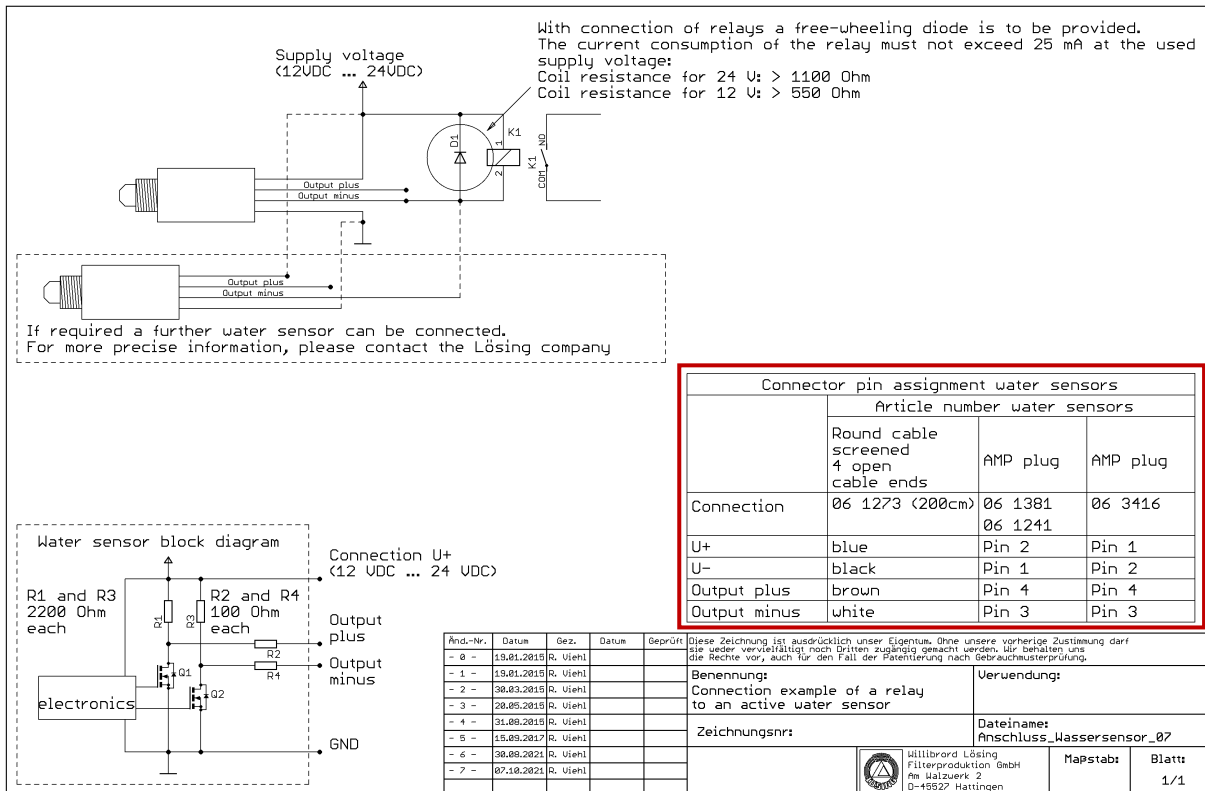 With connection of relays a free-wheeling diode is to be provided.
The current consumption of the relay must not exceed 25 mA at the used
supply voltage:
Coil resistance for 24 V: > 1100 Ohm
Coil resistance for 12 V: > 550 Ohm
Supply voltage
(12VDC ... 24VDC)
D1
K1
1
2
K1
NO
COM
Output plus
Output minus
Output plus
Output minus
If required a further water sensor can be connected.
For more precise information, please contact the Lösing company
Connector pin assignment water sensors
Article number water sensors
Round cable
screened
4 open
cable ends
AMP plug
AMP plug
Connection 06 1273 (200cm) 06 1381 06 3416
06 1241
U+ blue Pin 2 Pin 1
U- black Pin 1 Pin 2
Output plus brown Pin 4 Pin 4
Output minus white Pin 3 Pin 3
Water sensor block diagram
Connection U+
(12 VDC ... 24 VDC)
R1 and R3
2200 Ohm
each
R2 and R4
100 Ohm
each
R1
R3
R2
R4
Output
plus
Output
minus
Q1
Q2
electronics
GND
Änd.-Nr. Datum Gez. Datum Geprüft
- 0 - 19.01.2015 R. Viehl
- 1 - 19.01.2015 R. Viehl
- 2 - 30.03.2015 R. Viehl
- 3 - 20.05.2015 R. Viehl
- 4 - 31.08.2015 R. Viehl
- 5 - 15.09.2017 R. Viehl
- 6 - 30.08.2021 R. Viehl
- 7 - 07.10.2021 R. Viehl
Diese Zeichnung ist ausdrücklich unser Eigentum. Ohne unsere vorherige Zustimmung darf
sie weder vervielfältigt noch Dritten zugängig gemacht werden. Wir behalten uns
die Rechte vor, auch für den Fall der Patentierung nach Gebrauchmusterprüfung.
Benennung:
Connection example of a relay
to an active water sensor
Verwendung:
Zeichnungsnr:
Dateiname:
Anschluss_Wassersensor_07
Willibrord Lösing
Filterproduktion GmbH
Am Walzwerk 2
D-45527 Hattingen
Maßstab:
Blatt:
1/1